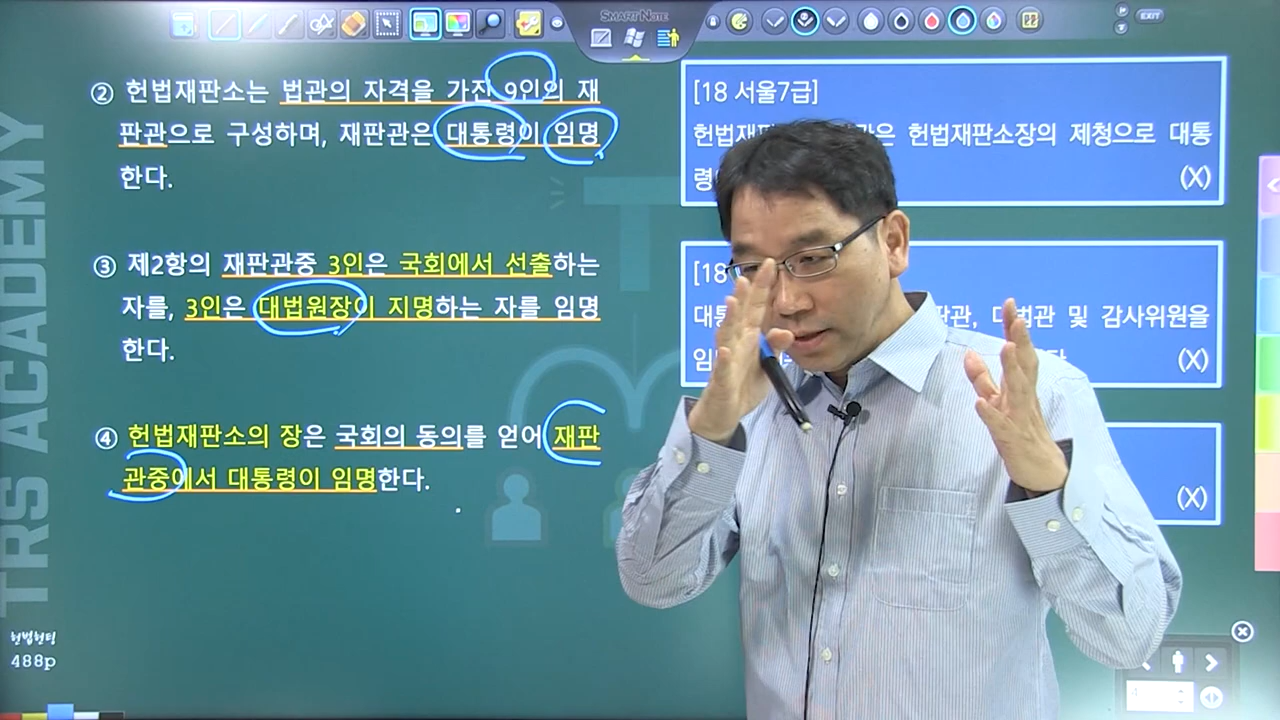 SMART NOTE
EXIT
② 헌법재판소는 법관의 자격을 가진 9인의 재
판관으로 구성하며, 재판관은 대통령이 임명
한다.
③ 제2항의 재판관중 3인은 국회에서 선출하는
자를, 3인은 대법원장이 지명하는 자를 임명
한다.
④ 헌법재판소의 장은 국회의 동의를 얻어 재판
관중에서 대통령이 임명한다.
[18 서울7급]
헌법재판 은 헌법재판소장의 제청으로 대통
령 (X)
[18
대통 판관, 대법관 및 감사위원을
임 (X)
(X)
TRS ACADEMY
헌법헌팅
488p